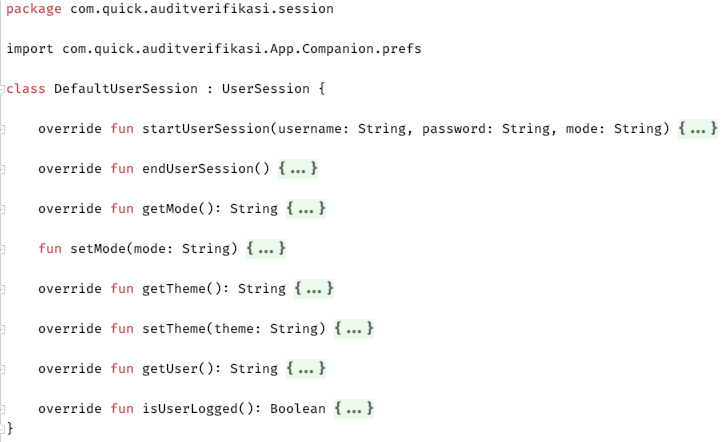 package com.quick.auditverifikasi.session
import com.quick.auditverifikasi.App.Companion.prefs
class DefaultUserSession : UserSession {
override fun startUserSession(username: String, password: String, mode: String) {...}
override fun endUserSession() {...}
override fun getMode(): String {...}
fun setMode(mode: String) {...}
override fun getTheme(): String {...}
override fun setTheme(theme: String) {...}
override fun getUser(): String {...}
override fun isUserLogged(): Boolean {...}
}